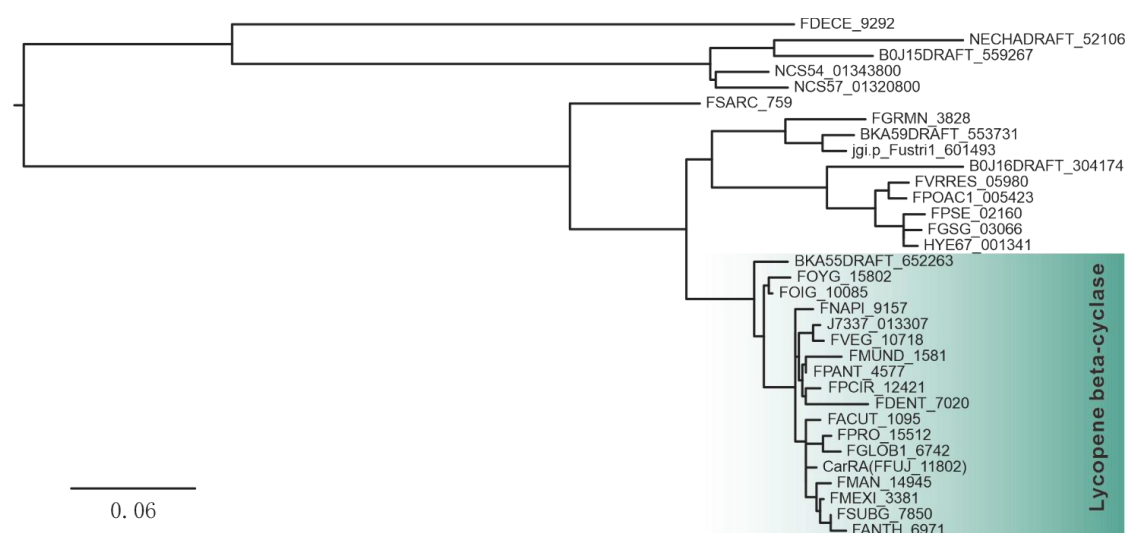 FDECE_9292
NECHADRAFT_52106
B0J15DRAFT_559267
NCS54_01343800
NCS57_01320800
FSARC_759
FGRMN_3828
BKA59DRAFT_553731
jgi.p_Fustri1_601493
B0J16DRAFT_304174
FVRRES_05980
FPOAC1_005423
FPSE_02160
FGSG_03066
HYE67_001341
BKA55DRAFT_652263
FOYG_15802
FOIG_10085
FNAPI_9157
J7337_013307
FVEG_10718
FMUND_1581
FPANT_4577
FPCIR_12421
FDENT_7020
FACUT_1095
FPRO_15512
FGLOB1_6742
CarRA(FFUJ_11802)
FMAN_14945
FMEXI_3381
FSUBG_7850
FANTH_6971
Lycopene beta-cyclase
0.06